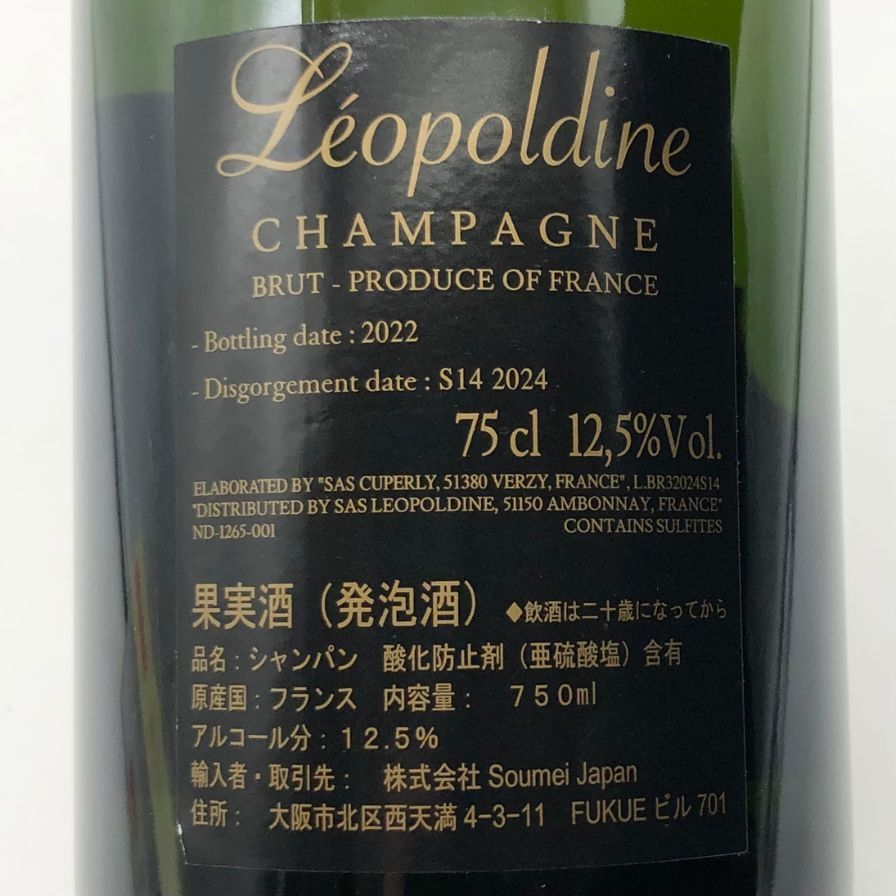 Léopoldine
CHAMPAGNE
BRUT - PRODUCE OF FRANCE
- Bottling date : 2022
- Disgorgement date : S14 2024
75 cl 12,5%Vol.
ELABORATED BY "SAS CUPERLY, 51380 VERZY, FRANCE", L.BR32024S14
"DISTRIBUTED BY SAS LEOPOLDINE, 51150 AMBONNAY, FRANCE"
ND-1265-001 CONTAINS SULFITES
果実酒（発泡酒） ◆飲酒は二十歳になってから
品名：シャンパン 酸化防止剤（亜硫酸塩）含有
原産国：フランス 内容量： ７５０ml
アルコール分：１２.５%
輸入者・取引先： 株式会社 Soumei Japan
住所： 大阪市北区西天満 4-3-11 FUKUE ビル 701